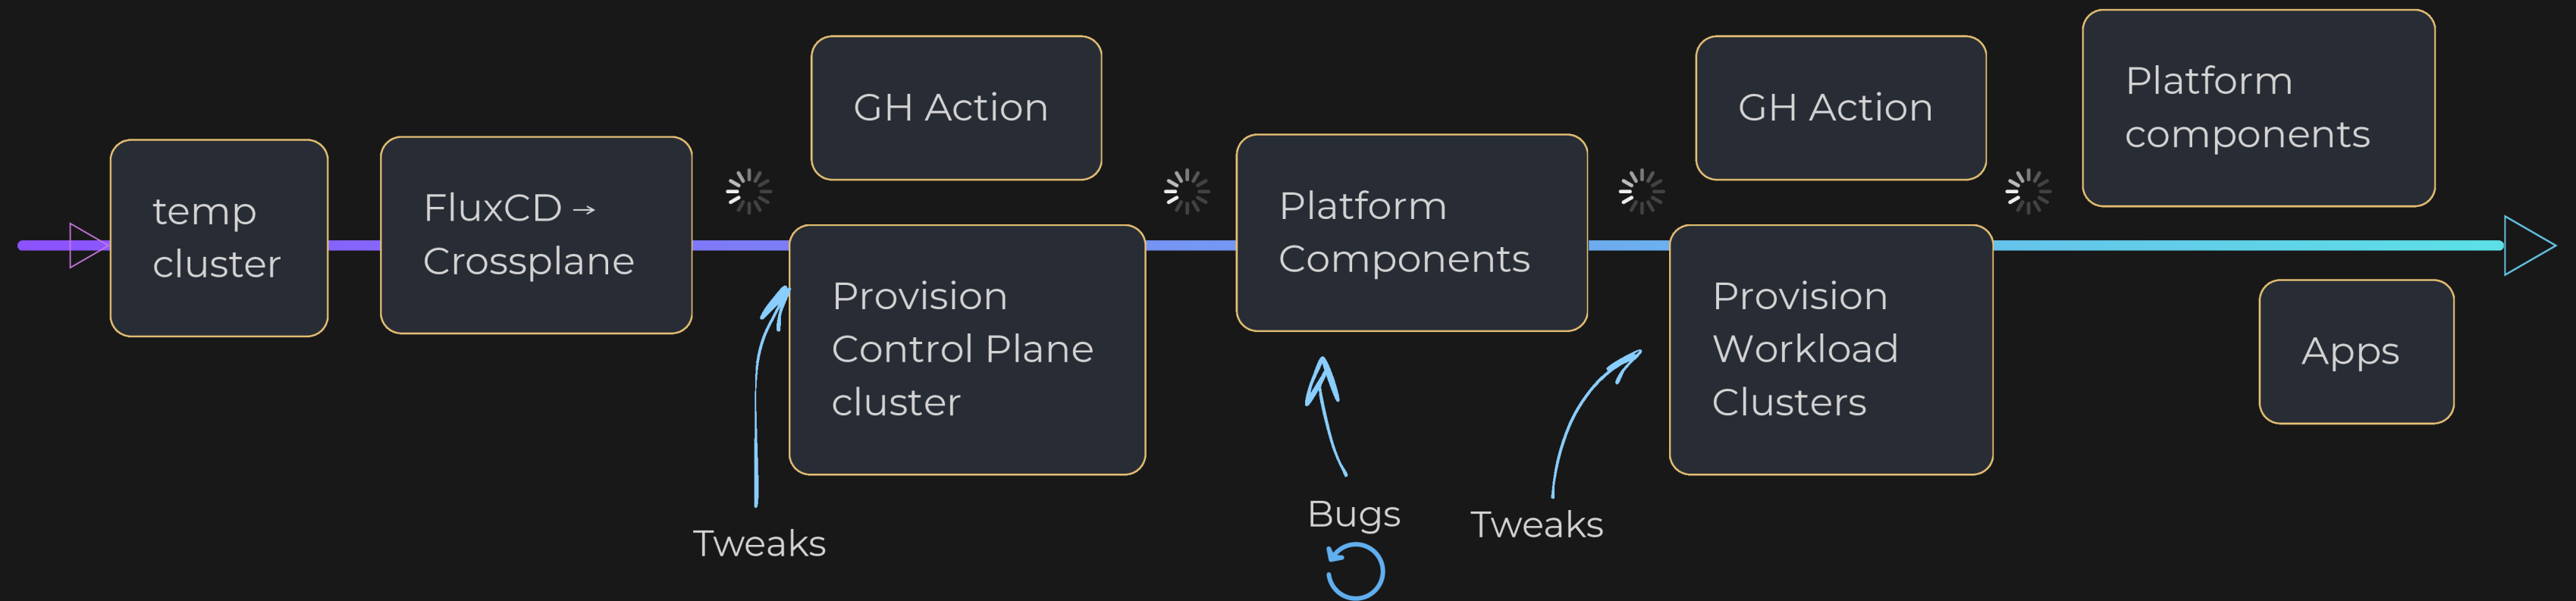 temp
cluster
FluxCD →
Crossplane
GH Action
Provision
Control Plane
cluster
Tweaks
Platform
Components
Bugs
GH Action
Provision
Workload
Clusters
Tweaks
Platform
components
Apps